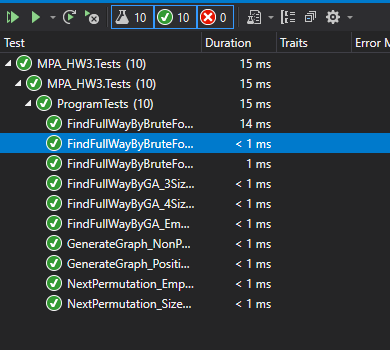 10 10 0
Test Duration Traits Error M
MPA_HW3.Tests (10) 15 ms
MPA_HW3.Tests (10) 15 ms
ProgramTests (10) 15 ms
FindFullWayByBruteFo... 14 ms
FindFullWayByBruteFo... < 1 ms
FindFullWayByBruteFo... 1 ms
FindFullWayByGA_3Siz... < 1 ms
FindFullWayByGA_4Siz... < 1 ms
FindFullWayByGA_Em... < 1 ms
GenerateGraph_NonP... < 1 ms
GenerateGraph_Positi... < 1 ms
NextPermutation_Emp... < 1 ms
NextPermutation_Size... < 1 ms